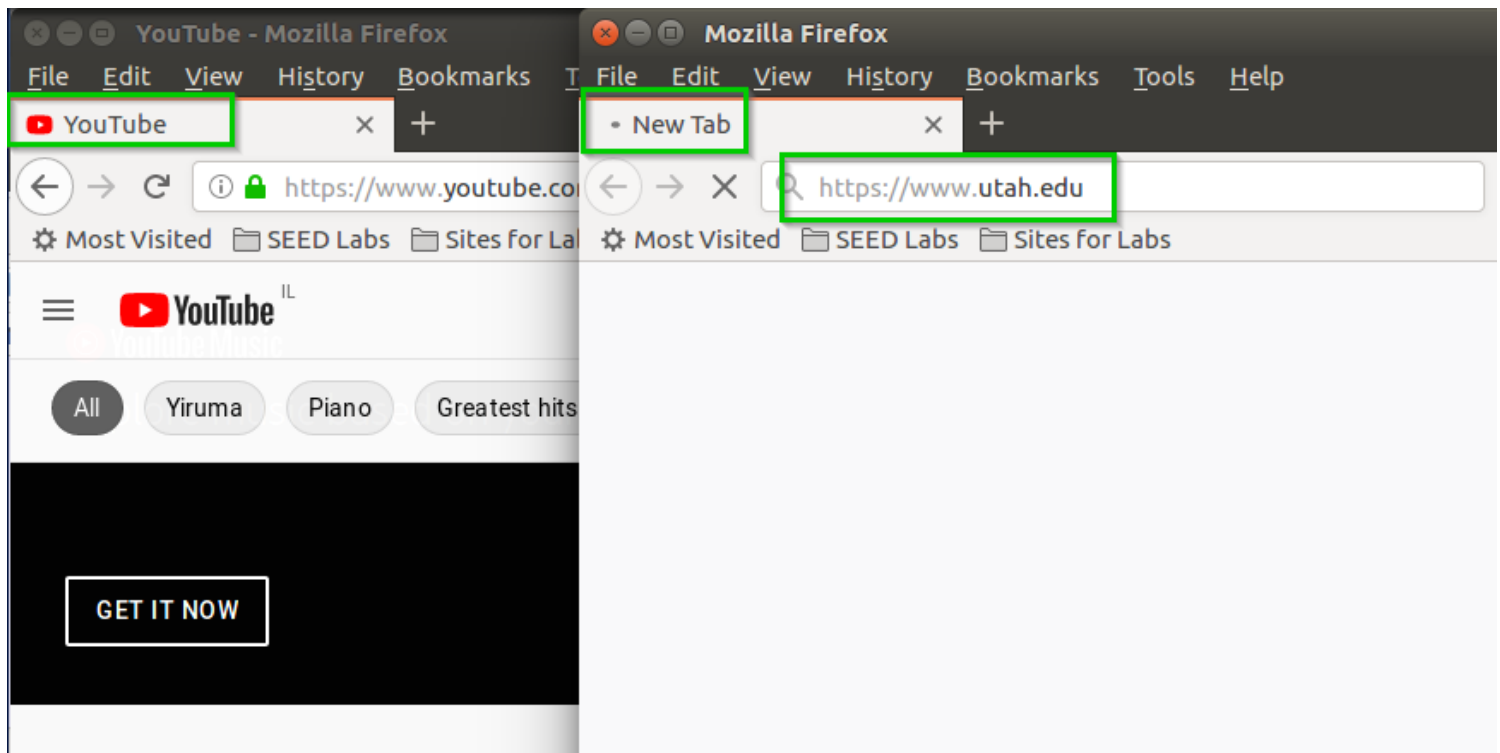 YouTube - Mozilla Firefox
File Edit View History Bookmarks T
YouTube
https://www.youtube.co
Most Visited SEED Labs Sites for La
YouTube IL
YouTube Music
All Yiruma Piano Greatest hits
GET IT NOW
Mozilla Firefox
File Edit View History Bookmarks Tools Help
New Tab
https://www.utah.edu
Most Visited SEED Labs Sites for Labs